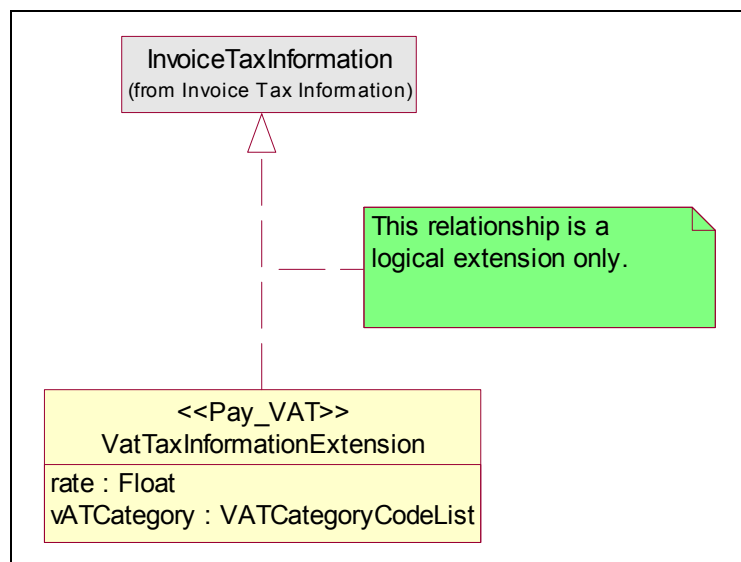 InvoiceTaxInformation
(from Invoice Tax Information)
This relationship is a
logical extension only.
<<Pay_VAT>>
VatTaxInformationExtension
rate : Float
vATCategory : VATCategoryCodeList